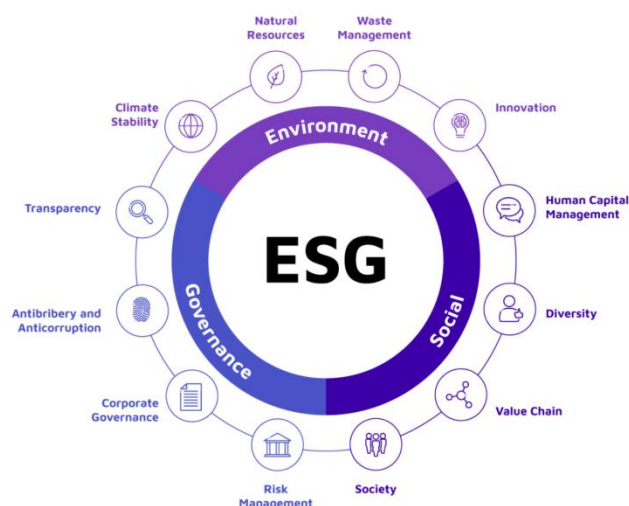 Natural
Resources
Waste
Management
Climate
Stability
Innovation
Environment
Transparency
Human Capital
Management
ESG
Antibribery and
Anticorruption
Governance
Social
Diversity
Corporate
Governance
Value Chain
Risk
Management
Society